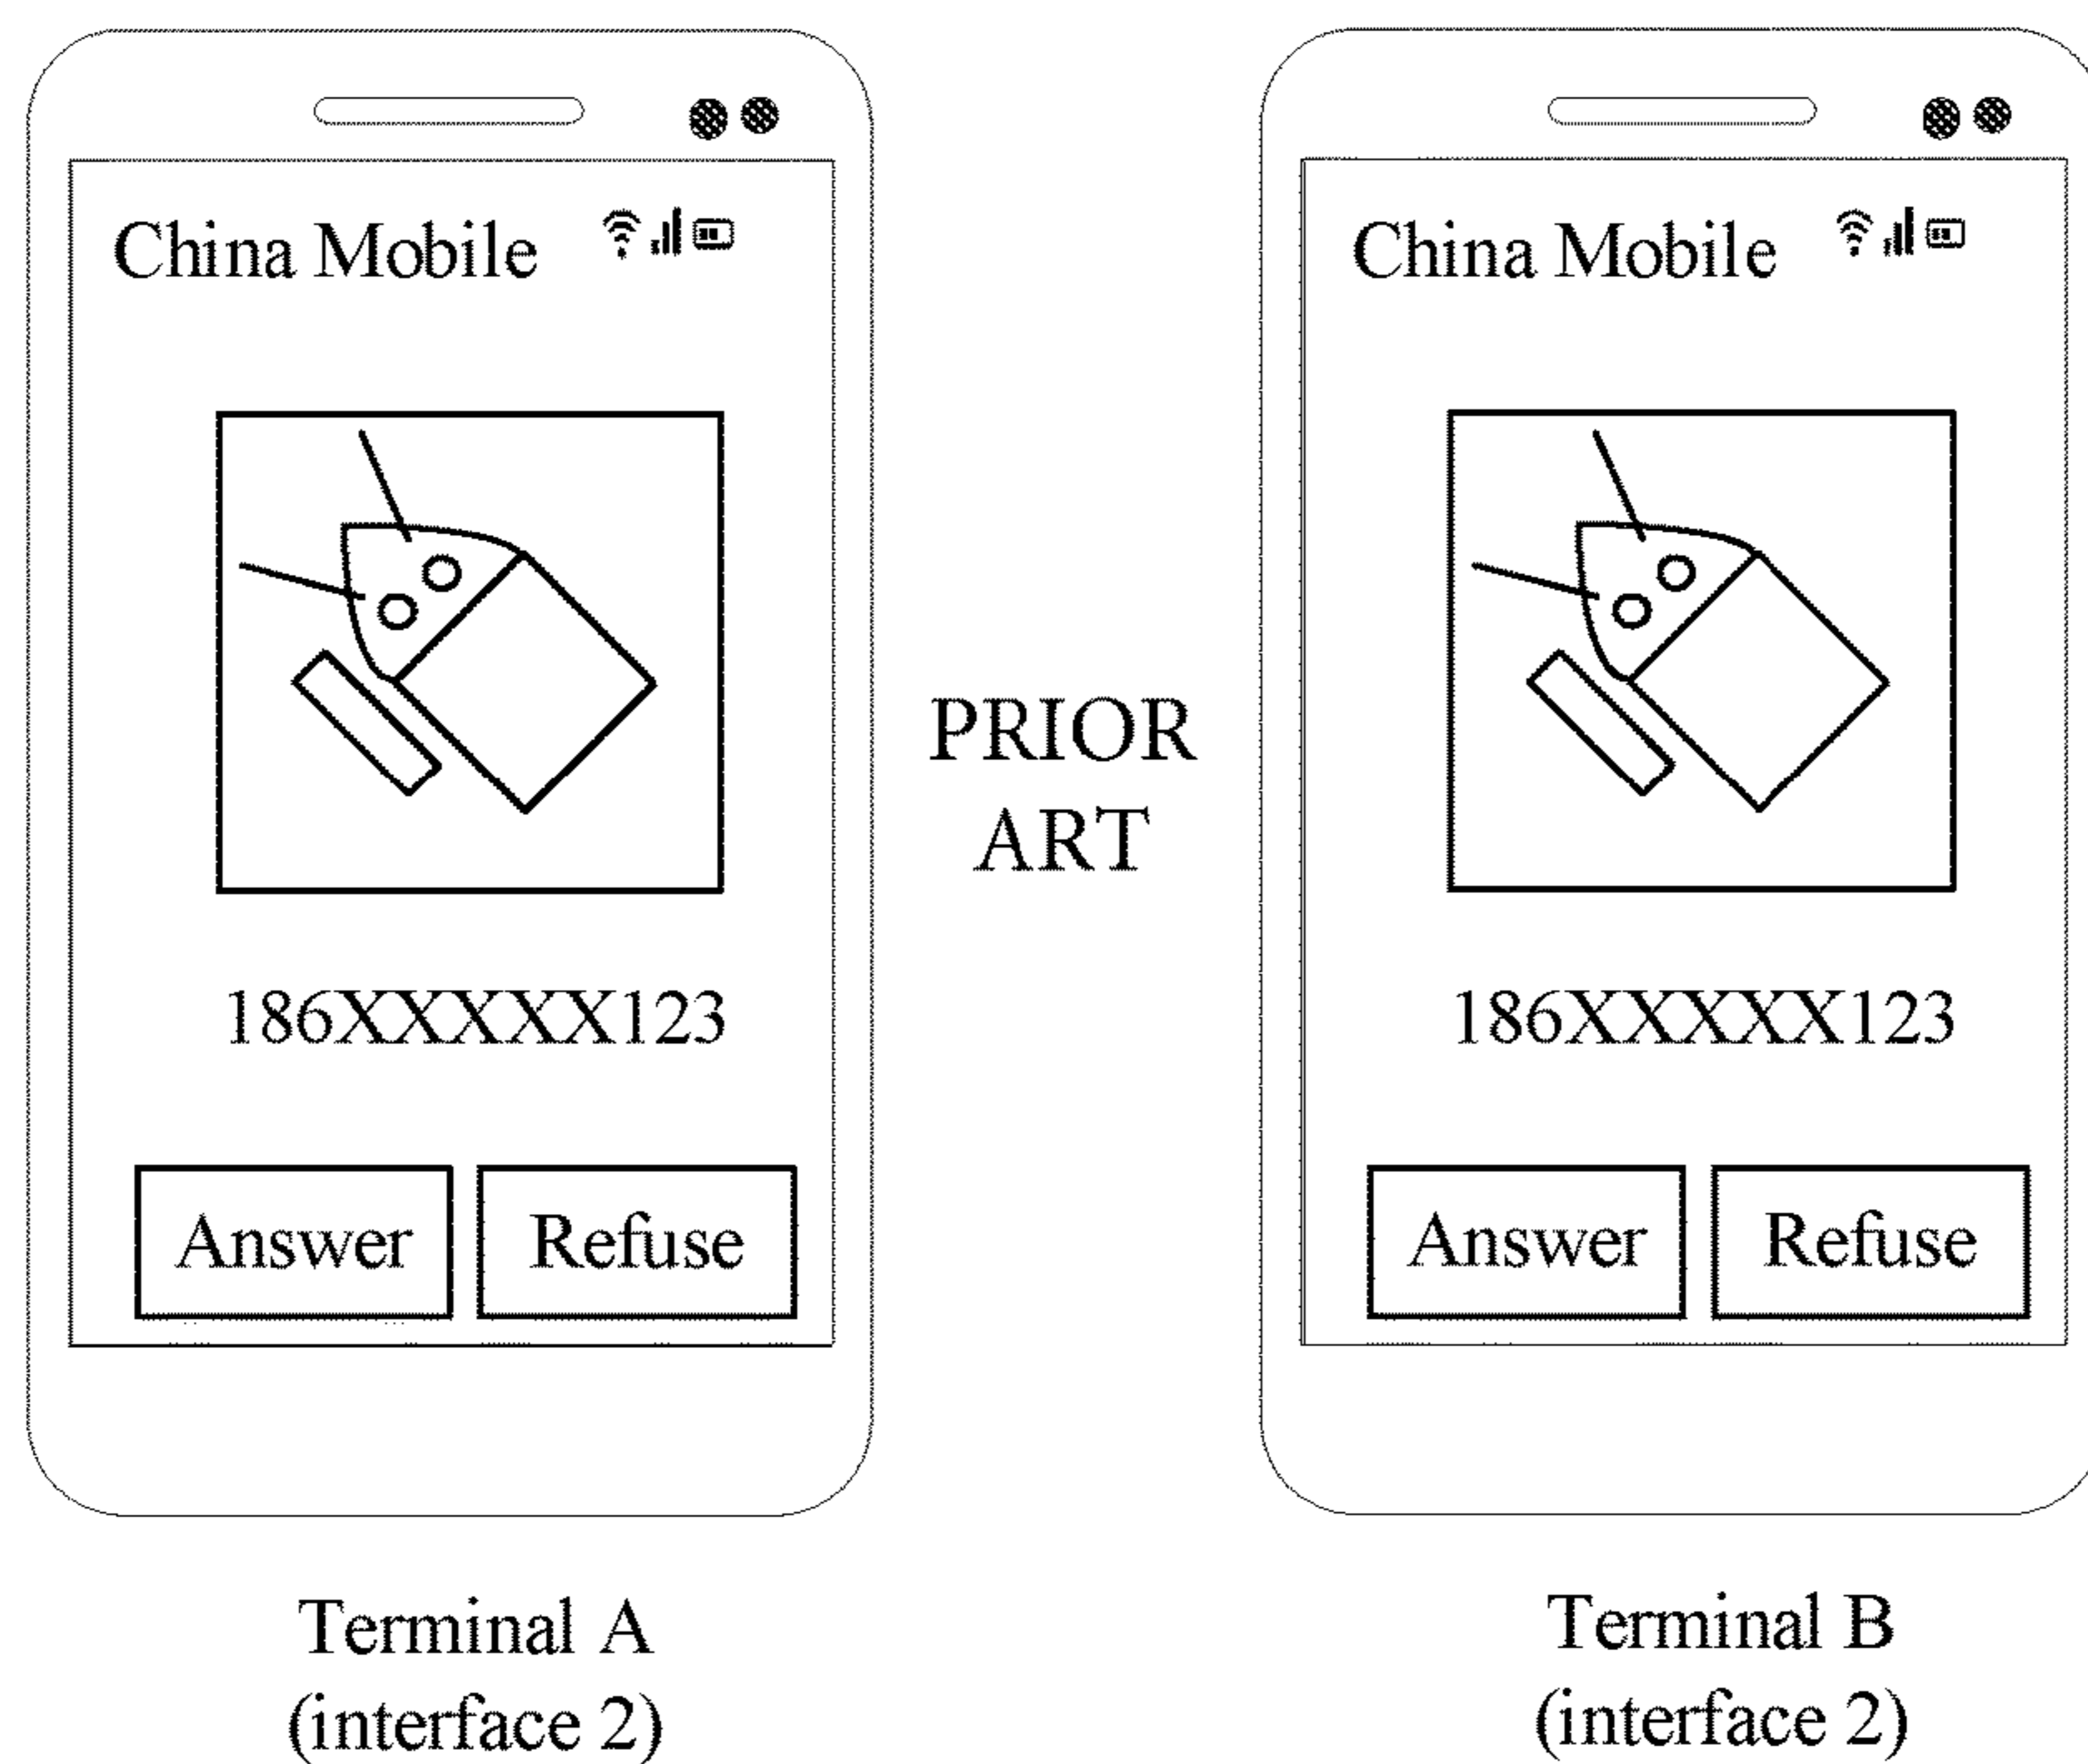 China Mobile
186XXXXX123
Answer
Refuse
Terminal A
(interface 2)
PRIOR
ART
China Mobile
186XXXXX123
Answer
Refuse
Terminal B
(interface 2)